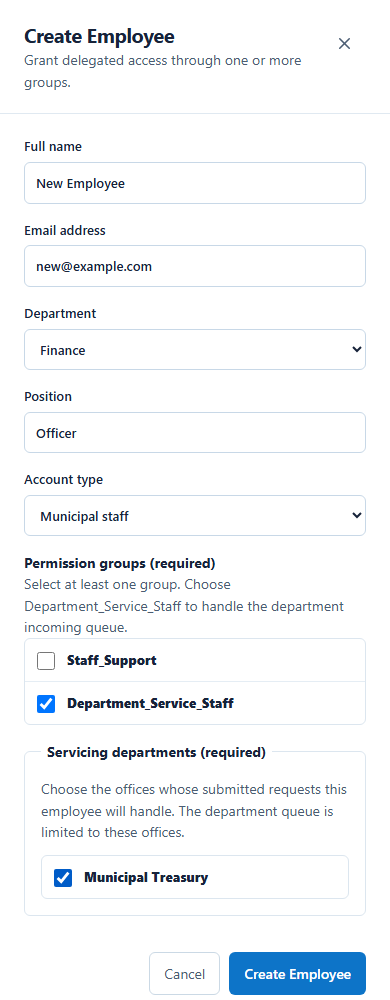 Create Employee
Grant delegated access through one or more
groups.
Full name
New Employee
Email address
new@example.com
Department
Finance
Position
Officer
Account type
Municipal staff
Permission groups (required)
Select at least one group. Choose
Department_Service_Staff to handle the department
incoming queue.
Staff_Support
Department_Service_Staff
Servicing departments (required)
Choose the offices whose submitted requests this
employee will handle. The department queue is
limited to these offices.
Municipal Treasury
Cancel
Create Employee